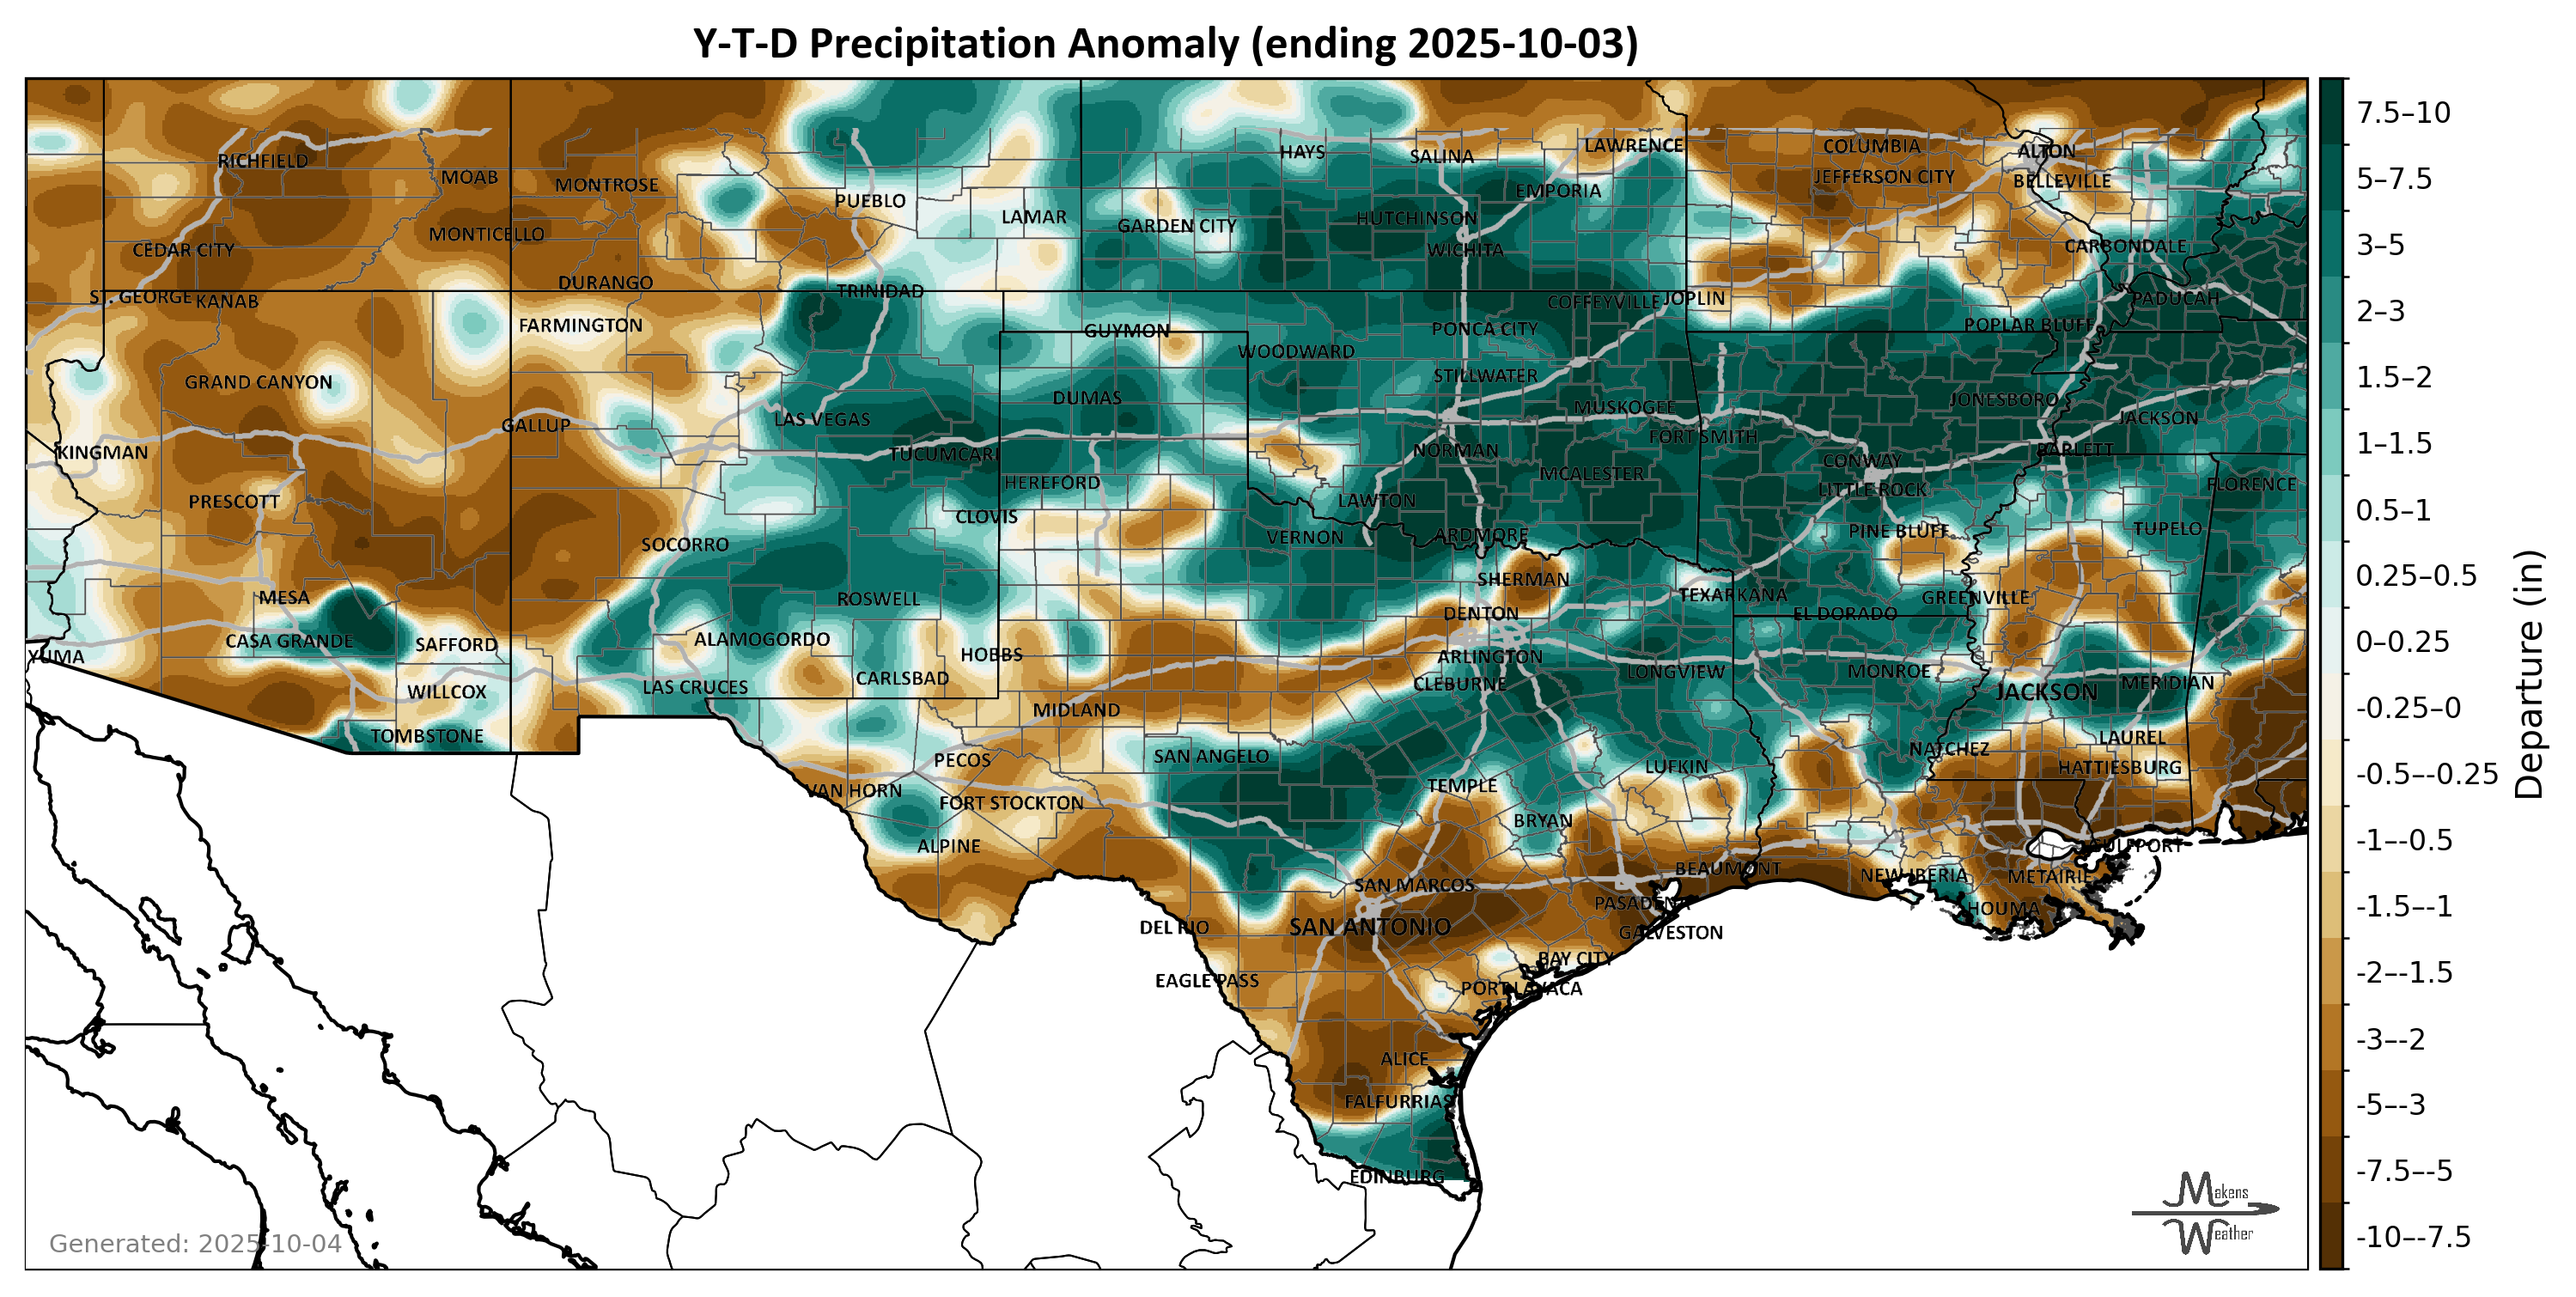 Y-T-D Precipitation Anomaly (ending 2025-10-03)
RICHFIELD
MOAB
MONTROSE
PUEBLO
LAMAR
HAYS
SALINA
LAWRENCE
COLUMBIA
ALTON
JEFFERSON CITY
BELLEVILLE
EMPORIA
GARDEN CITY
HUTCHINSON
WICHITA
MONTICELLO
CEDAR CITY
CARBONDALE
DURANGO
TRINIDAD
ST. GEORGE
KANAB
COFFEYVILLE
JOPLIN
PADUCAH
FARMINGTON
GUYMON
PONCA CITY
POPLAR BLUFF
WOODWARD
STILLWATER
GRAND CANYON
DUMAS
MUSKOGEE
JONESBORO
GALLUP
LAS VEGAS
JACKSON
FORT SMITH
KINGMAN
TUCUMCARI
NORMAN
BARLETT
CONWAY
MCALESTER
HEREFORD
LITTLE ROCK
FLORENCE
PRESCOTT
LAWTON
CLOVIS
PINE BLUFF
TUPELO
VERNON
ARDMORE
SOCORRO
SHERMAN
MESA
ROSWELL
TEXARKANA
GREENVILLE
DENTON
EL DORADO
CASA GRANDE
SAFFORD
ALAMOGORDO
YUMA
HOBBS
ARLINGTON
LONGVIEW
MONROE
WILLCOX
LAS CRUCES
CARLSBAD
CLEBURNE
JACKSON
MERIDIAN
MIDLAND
TOMBSTONE
LAUREL
NATCHEZ
PECOS
SAN ANGELO
LUFKIN
HATTIESBURG
VAN HORN
FORT STOCKTON
TEMPLE
BRYAN
ALPINE
GULFPORT
BEAUMONT
NEW IBERIA
METAIRIE
SAN MARCOS
PASADENA
HOUMA
DEL RIO
SAN ANTONIO
GALVESTON
BAY CITY
EAGLE PASS
PORT LAVACA
ALICE
FALFURRIAS
EDINBURG
Generated: 2025-10-04
Makens
Weather
7.5–10
5–7.5
3–5
2–3
1.5–2
1–1.5
0.5–1
0.25–0.5
0–0.25
-0.25–0
-0.5–-0.25
-1–-0.5
-1.5–-1
-2–-1.5
-3–-2
-5–-3
-7.5–-5
-10–-7.5
Departure (in)